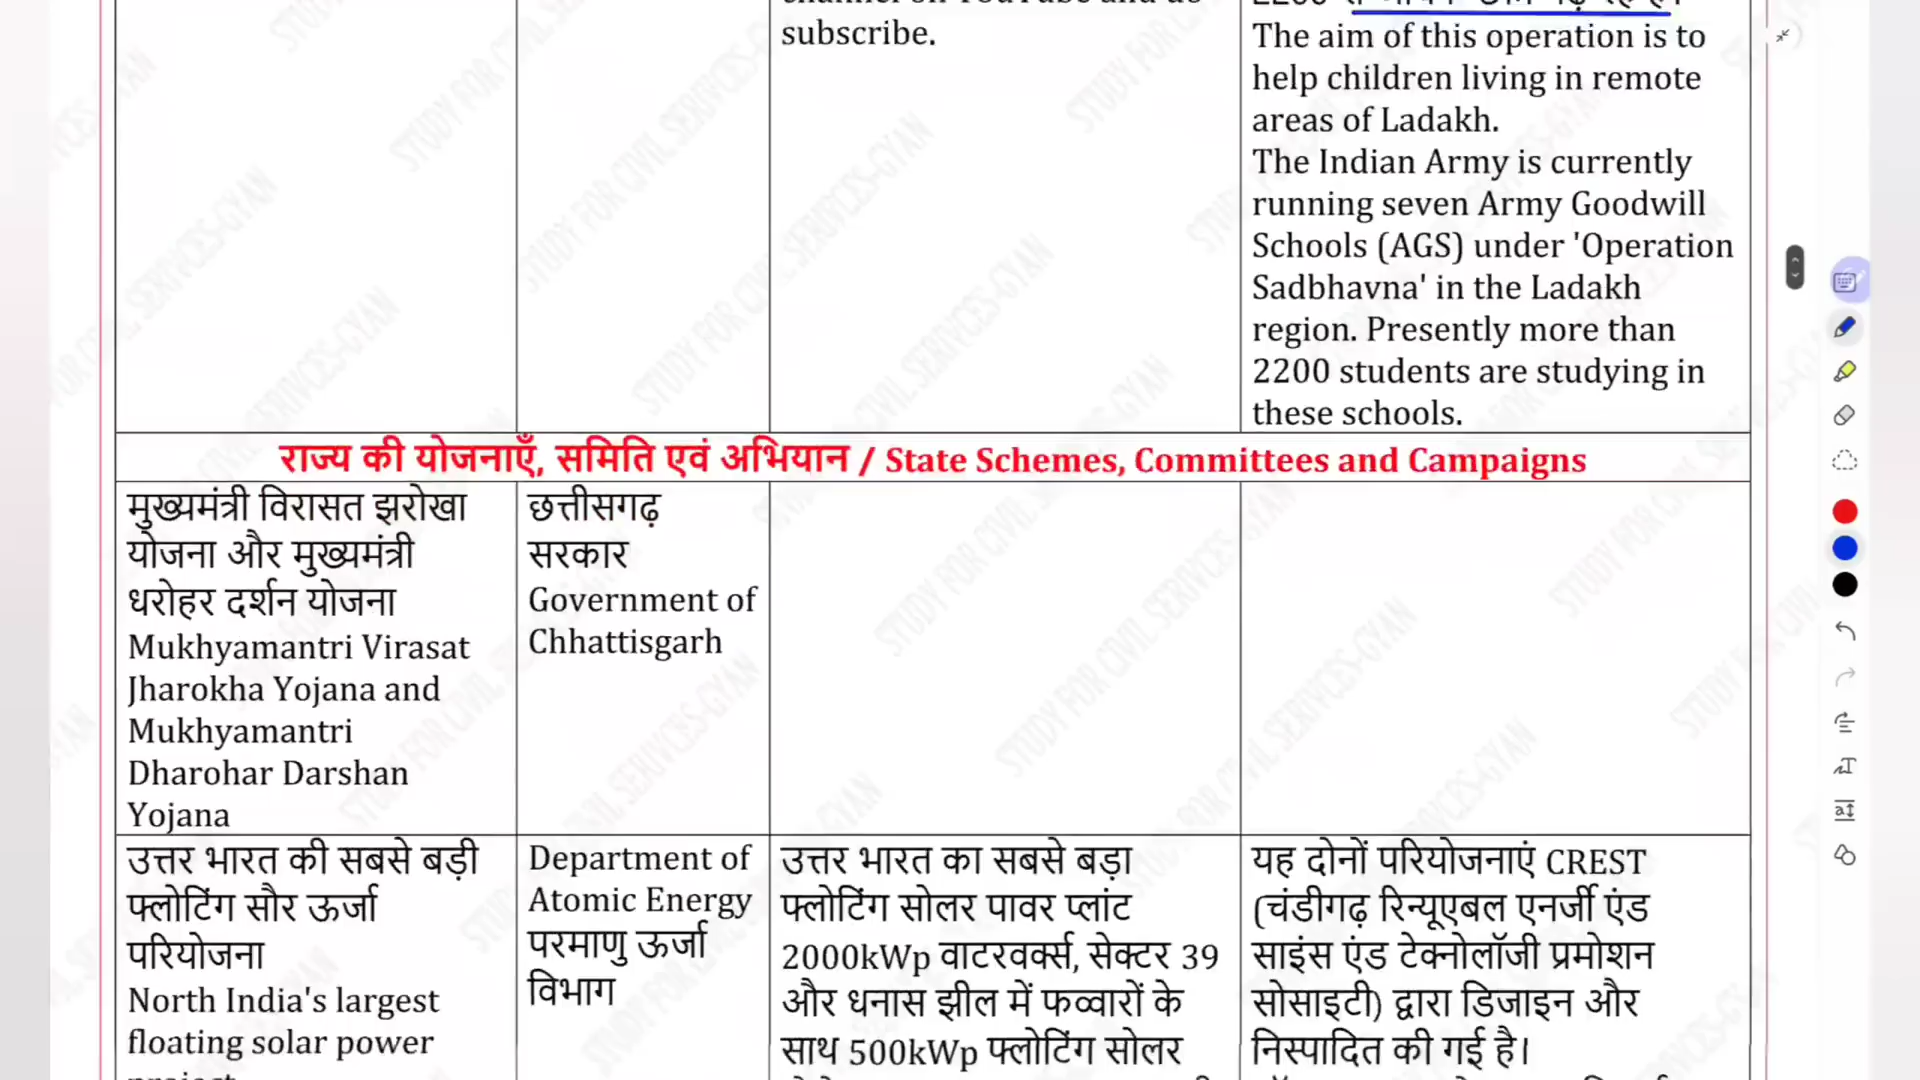 subscribe.
The aim of this operation is to
help children living in remote
areas of Ladakh.
The Indian Army is currently
running seven Army Goodwill
Schools (AGS) under 'Operation
Sadbhavna' in the Ladakh
region. Presently more than
2200 students are studying in
these schools.
राज्य की योजनाएँ, समिति एवं अभियान / State Schemes, Committees and Campaigns
मुख्यमंत्री विरासत झरोखा
योजना और मुख्यमंत्री
धरोहर दर्शन योजना
Mukhyamantri Virasat
Jharokha Yojana and
Mukhyamantri
Dharohar Darshan
Yojana
छत्तीसगढ़
सरकार
Government of
Chhattisgarh
उत्तर भारत की सबसे बड़ी
फ्लोटिंग सौर ऊर्जा
परियोजना
North India's largest
floating solar power
Department of
Atomic Energy
परमाणु ऊर्जा
विभाग
उत्तर भारत का सबसे बड़ा
फ्लोटिंग सोलर पावर प्लांट
2000kWp वाटरवर्क्स, सेक्टर 39
और धनास झील में फव्वारों के
साथ 500kWp फ्लोटिंग सोलर
यह दोनों परियोजनाएं CREST
(चंडीगढ़ रिन्यूएबल एनर्जी एंड
साइंस एंड टेक्नोलॉजी प्रमोशन
सोसाइटी) द्वारा डिजाइन और
निस्पादित की गई है।
STUDY FOR CIVIL SERIVCES-GYAN